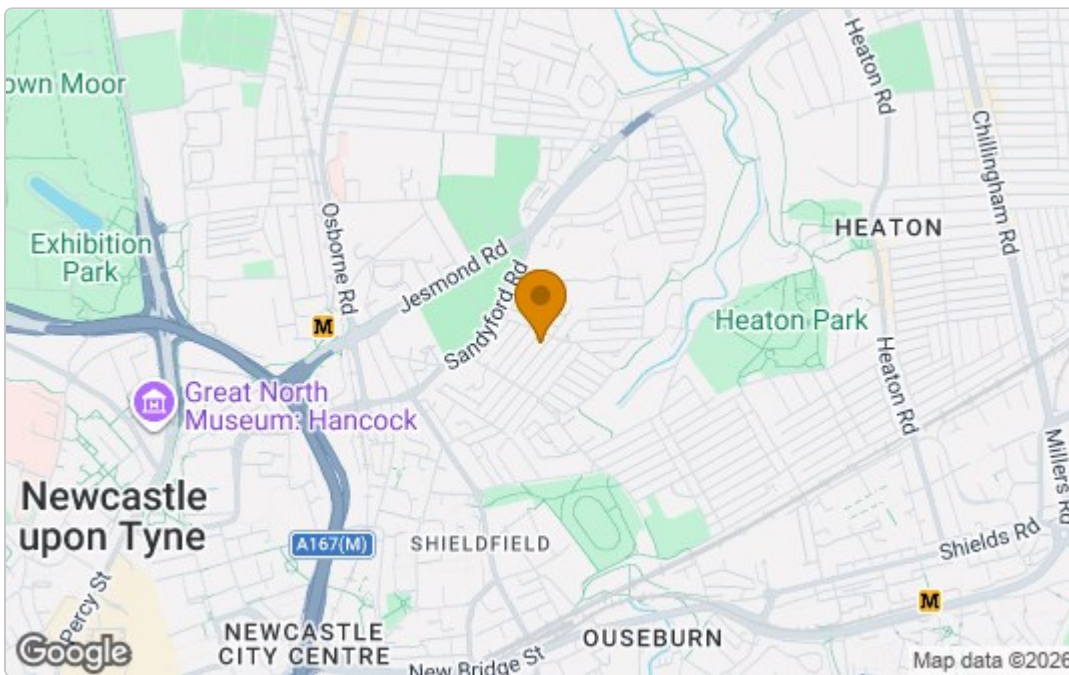 own Moor
Exhibition
Park
Osborne Rd
Jesmond Rd
Sandyford Rd
Heaton Rd
Chillingham Rd
HEATON
Heaton Park
M
Great North
Museum: Hancock
Heaton Rd
Millers Rd
Newcastle
upon Tyne
A167(M)
SHIELDFIELD
Shields Rd
Percy St
M
NEWCASTLE
CITY CENTRE
OUSEBURN
New Bridge St
Google
Map data ©2026